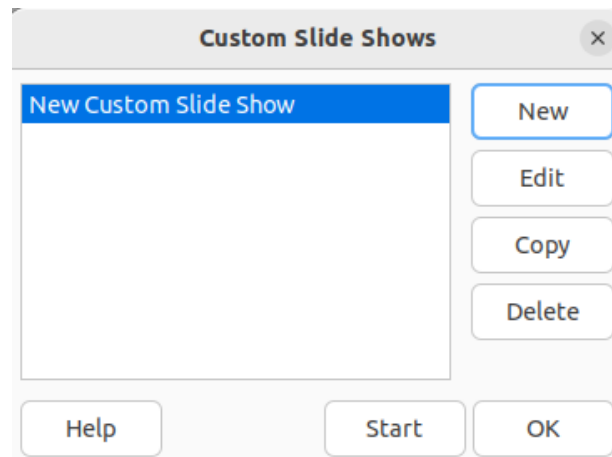 Custom Slide Shows
New Custom Slide Show
New
Edit
Copy
Delete
Help
Start
OK